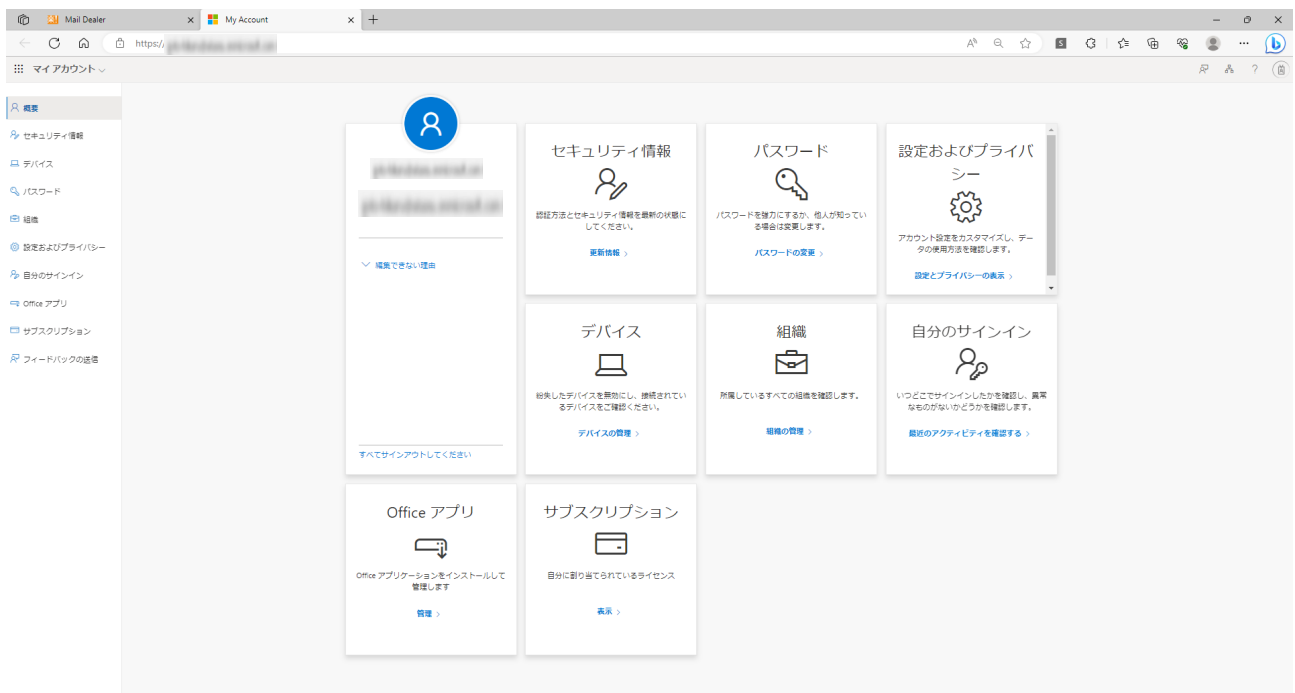 Mail Dealer
My Account
https:/
マイ アカウント
概要
セキュリティ情報
デバイス
パスワード
組織
設定およびプライバシー
自分のサインイン
Office アプリ
サブスクリプション
フィードバックの送信
編集できない理由
すべてサインアウトしてください
セキュリティ情報
認証方法とセキュリティ情報を最新の状態に
してください。
更新情報
パスワード
パスワードを強力にするか、他人が知ってい
る場合は変更します。
パスワードの変更
設定およびプライバ
シー
アカウント設定をカスタマイズし、デー
タの使用方法を確認します。
設定とプライバシーの表示
デバイス
紛失したデバイスを無効にし、接続されてい
るデバイスをご確認ください。
デバイスの管理
組織
所属しているすべての組織を確認します。
組織の管理
自分のサインイン
いつどこでサインインしたかを確認し、異常
なものがないかどうかを確認します。
最近のアクティビティを確認する
Office アプリ
Office アプリケーションをインストールして
管理します
管理
サブスクリプション
自分に割り当てられているライセンス
表示